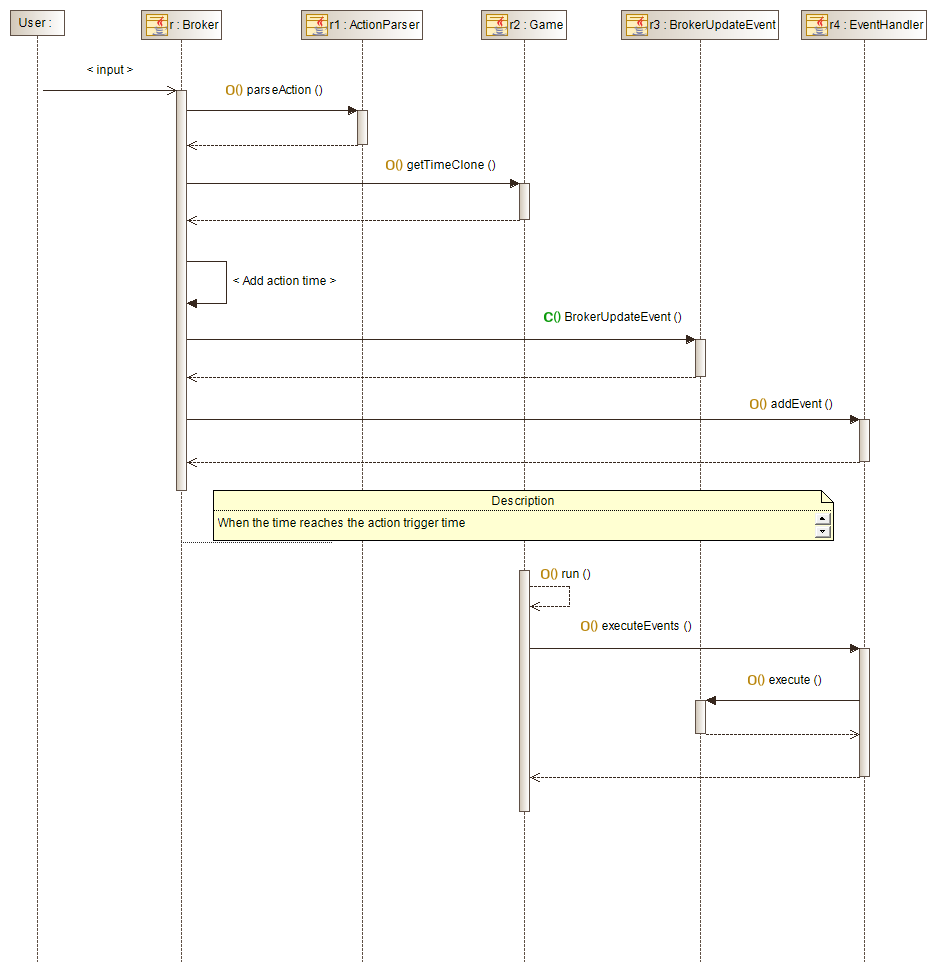 User :
r : Broker
r1 : ActionParser
r2 : Game
r3 : BrokerUpdateEvent
r4 : EventHandler
< input >
O() parseAction ()
O() getTimeClone ()
< Add action time >
C() BrokerUpdateEvent ()
O() addEvent ()
Description
When the time reaches the action trigger time
O() run ()
O() executeEvents ()
O() execute ()